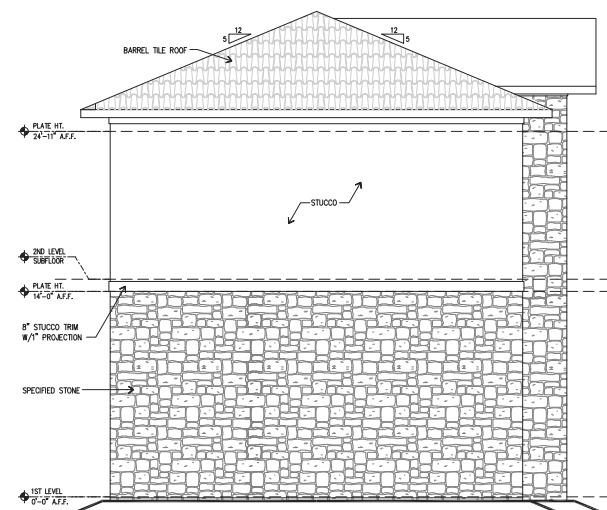 12
5
12
5
BARREL TILE ROOF
PLATE HT.
24'-11" A.F.F.
STUCCO
2ND LEVEL
SUBFLOOR
PLATE HT.
14'-0" A.F.F.
8" STUCCO TRIM
W/1" PROJECTION
SPECIFIED STONE
1ST LEVEL
0'-0" A.F.F.